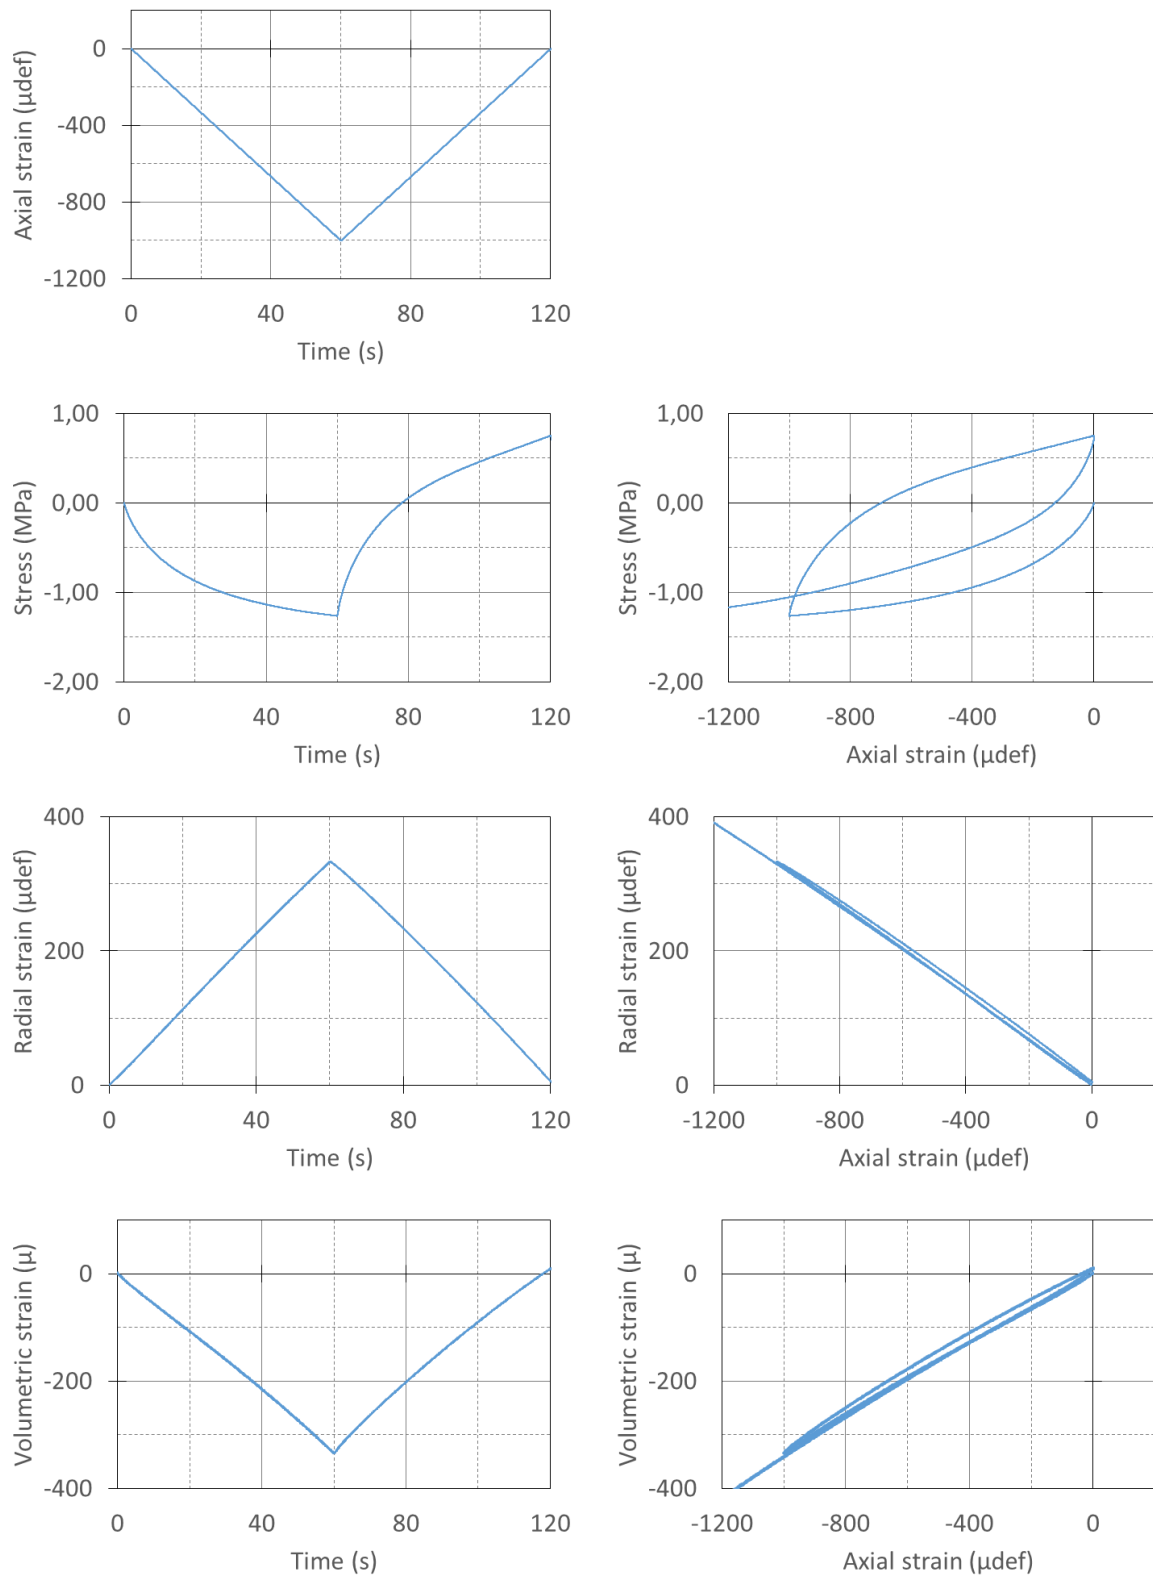 Axial strain (µdef)
0
-400
-800
-1200
0 40 80 120
Time (s)
Stress (MPa)
1,00
0,00
-1,00
-2,00
0 40 80 120
Time (s)
Stress (MPa)
1,00
0,00
-1,00
-2,00
-1200 -800 -400 0
Axial strain (µdef)
Radial strain (µdef)
400
200
0
0 40 80 120
Time (s)
Radial strain (µdef)
400
200
0
-1200 -800 -400 0
Axial strain (µdef)
Volumetric strain (µ)
0
-200
-400
0 40 80 120
Time (s)
Volumetric strain (µ)
0
-200
-400
-1200 -800 -400 0
Axial strain (µdef)